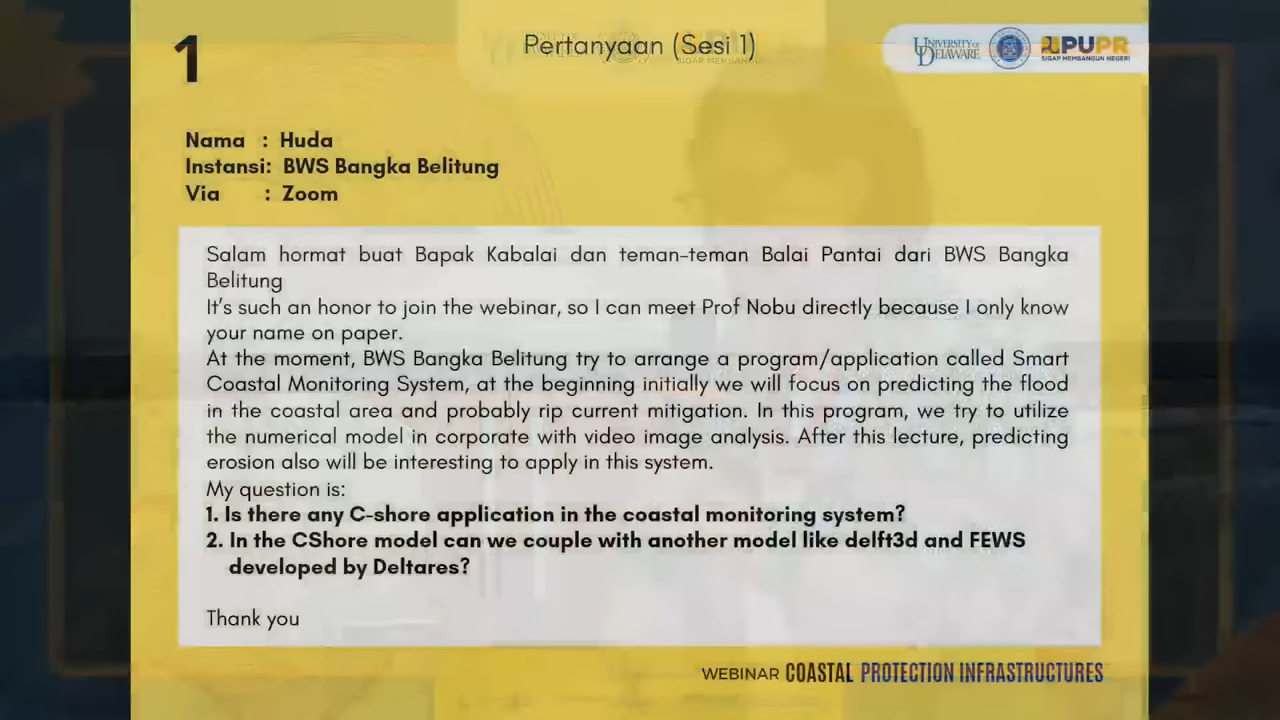 1
Pertanyaan (Sesi 1)
UNIVERSITY OF DELAWARE
PUPR
SIGAP MEMBANGUN NEGERI
Nama : Huda
Instansi: BWS Bangka Belitung
Via : Zoom
Salam hormat buat Bapak Kabalai dan teman-teman Balai Pantai dari BWS Bangka
Belitung
It's such an honor to join the webinar, so I can meet Prof Nobu directly because I only know
your name on paper.
At the moment, BWS Bangka Belitung try to arrange a program/application called Smart
Coastal Monitoring System, at the beginning initially we will focus on predicting the flood
in the coastal area and probably rip current mitigation. In this program, we try to utilize
the numerical model in corporate with video image analysis. After this lecture, predicting
erosion also will be interesting to apply in this system.
My question is:
1. Is there any C-shore application in the coastal monitoring system?
2. In the CShore model can we couple with another model like delft3d and FEWS
developed by Deltares?
Thank you
WEBINAR COASTAL PROTECTION INFRASTRUCTURES